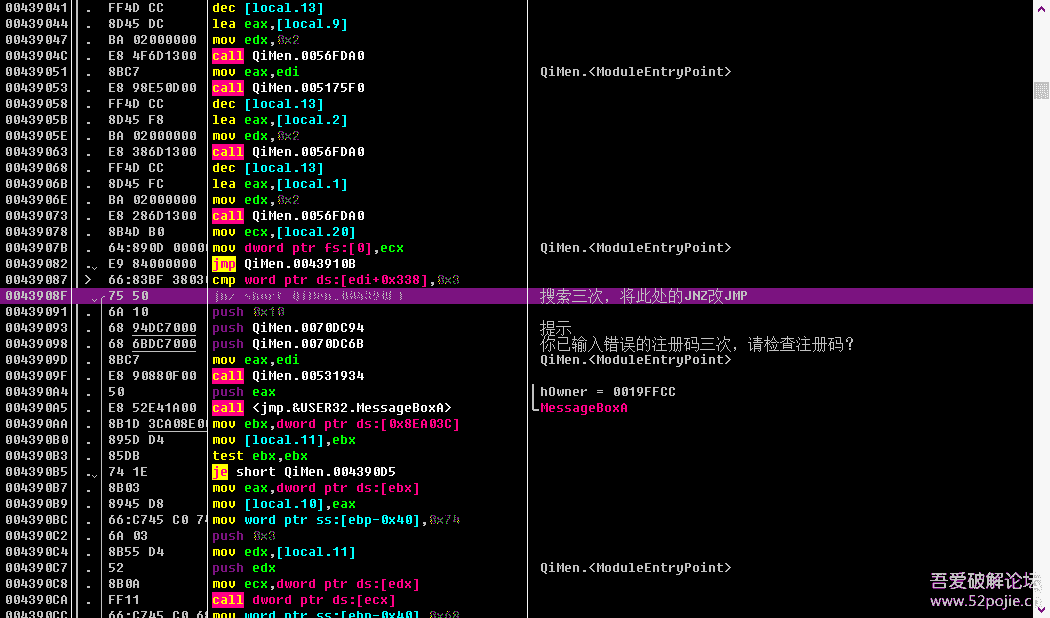 00439041 . FF4D CC dec [local.13]
00439044 . 8D45 DC lea eax,[local.9]
00439047 . BA 02000000 mov edx,0x2
0043904C . E8 4F6D1300 call QiMen.0056FDA0
00439051 . 8BC7 mov eax,edi QiMen.<ModuleEntryPoint>
00439053 . E8 98E50D00 call QiMen.005175F0
00439058 . FF4D CC dec [local.13]
0043905B . 8D45 F8 lea eax,[local.2]
0043905E . BA 02000000 mov edx,0x2
00439063 . E8 386D1300 call QiMen.0056FDA0
00439068 . FF4D CC dec [local.13]
0043906B . 8D45 FC lea eax,[local.1]
0043906E . BA 02000000 mov edx,0x2
00439073 . E8 286D1300 call QiMen.0056FDA0
00439078 . 8B4D B0 mov ecx,[local.20]
0043907B . 64:890D 0000 mov dword ptr fs:[0],ecx QiMen.<ModuleEntryPoint>
00439082 . E9 84000000 jmp QiMen.0043910B
00439087 > 66:83BF 3803 cmp word ptr ds:[edi+0x338],0x3
0043908F 75 50 jnz short 搜索三次，将此处的JNZ改JMP
00439091 . 6A 10 push 0x10
00439093 . 68 94DC7000 push QiMen.0070DC94 提示
00439098 . 68 6BDC7000 push QiMen.0070DC6B 你已输入错误的注册码三次，请检查注册码？
0043909D . 8BC7 mov eax,edi QiMen.<ModuleEntryPoint>
0043909F . E8 90880F00 call QiMen.00531934
004390A4 . 50 push eax hOwner = 0019FFCC
004390A5 . E8 52E41A00 call <jmp.&USER32.MessageBoxA> MessageBoxA
004390AA . 8B1D 3CA08E0 mov ebx,dword ptr ds:[0x8EA03C]
004390B0 . 895D D4 mov [local.11],ebx
004390B3 . 85DB test ebx,ebx
004390B5 . 74 1E je short QiMen.004390D5
004390B7 . 8B03 mov eax,dword ptr ds:[ebx]
004390B9 . 8945 D8 mov [local.10],eax
004390BC . 66:C745 C0 74 mov word ptr ss:[ebp-0x40],0x74
004390C2 . 6A 03 push 0x3
004390C4 . 8B55 D4 mov edx,[local.11]
004390C7 . 52 push edx QiMen.<ModuleEntryPoint>
004390C8 . 8B0A mov ecx,dword ptr ds:[edx]
004390CA . FF11 call dword ptr ds:[ecx]
004390CC . 66:C745 C0 68 mov word ptr ss:[ebp-0x40],0x68
吾爱破解论坛
www.52pojie.c